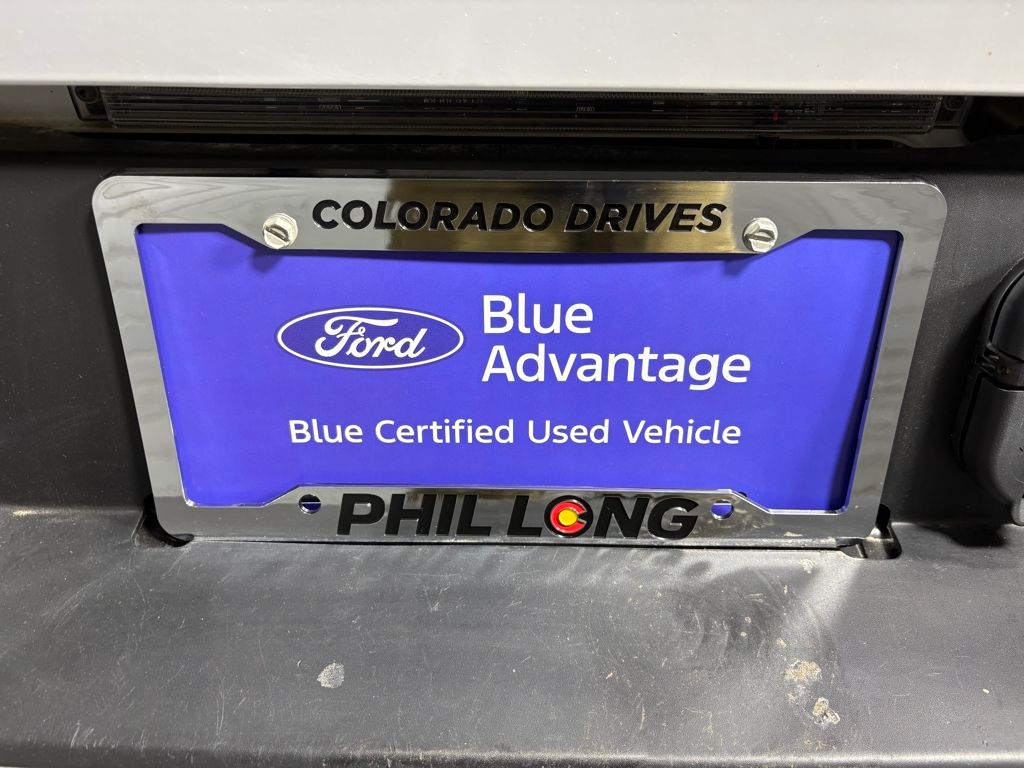 COLORADO DRIVES
Ford
Blue
Advantage
Blue Certified Used Vehicle
PHIL LONG